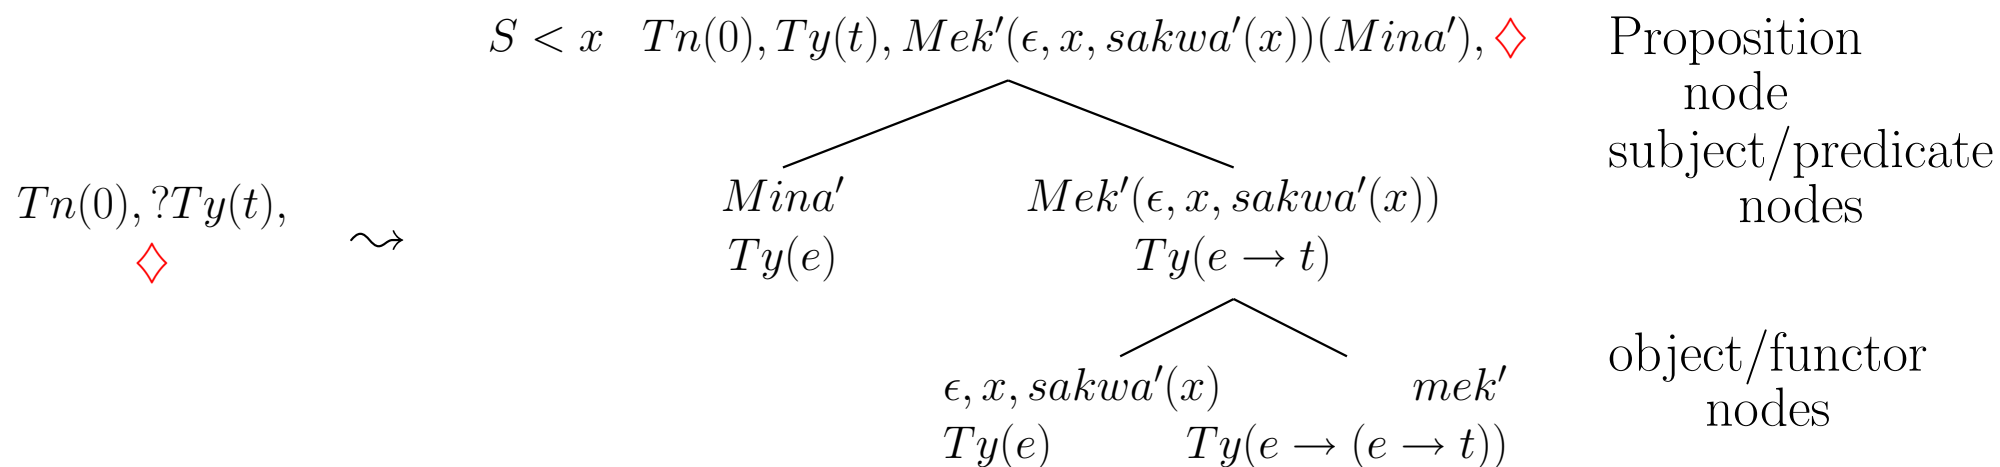 S < x Tn(0), Ty(t), Mek′(ϵ, x, sakwa′(x))(Mina′), ♢
Proposition
node
subject/predicate
nodes
Tn(0), ?Ty(t),
♢
⇝
Mina′
Ty(e)
Mek′(ϵ, x, sakwa′(x))
Ty(e → t)
object/functor
nodes
ϵ, x, sakwa′(x)
Ty(e)
mek′
Ty(e → (e → t))